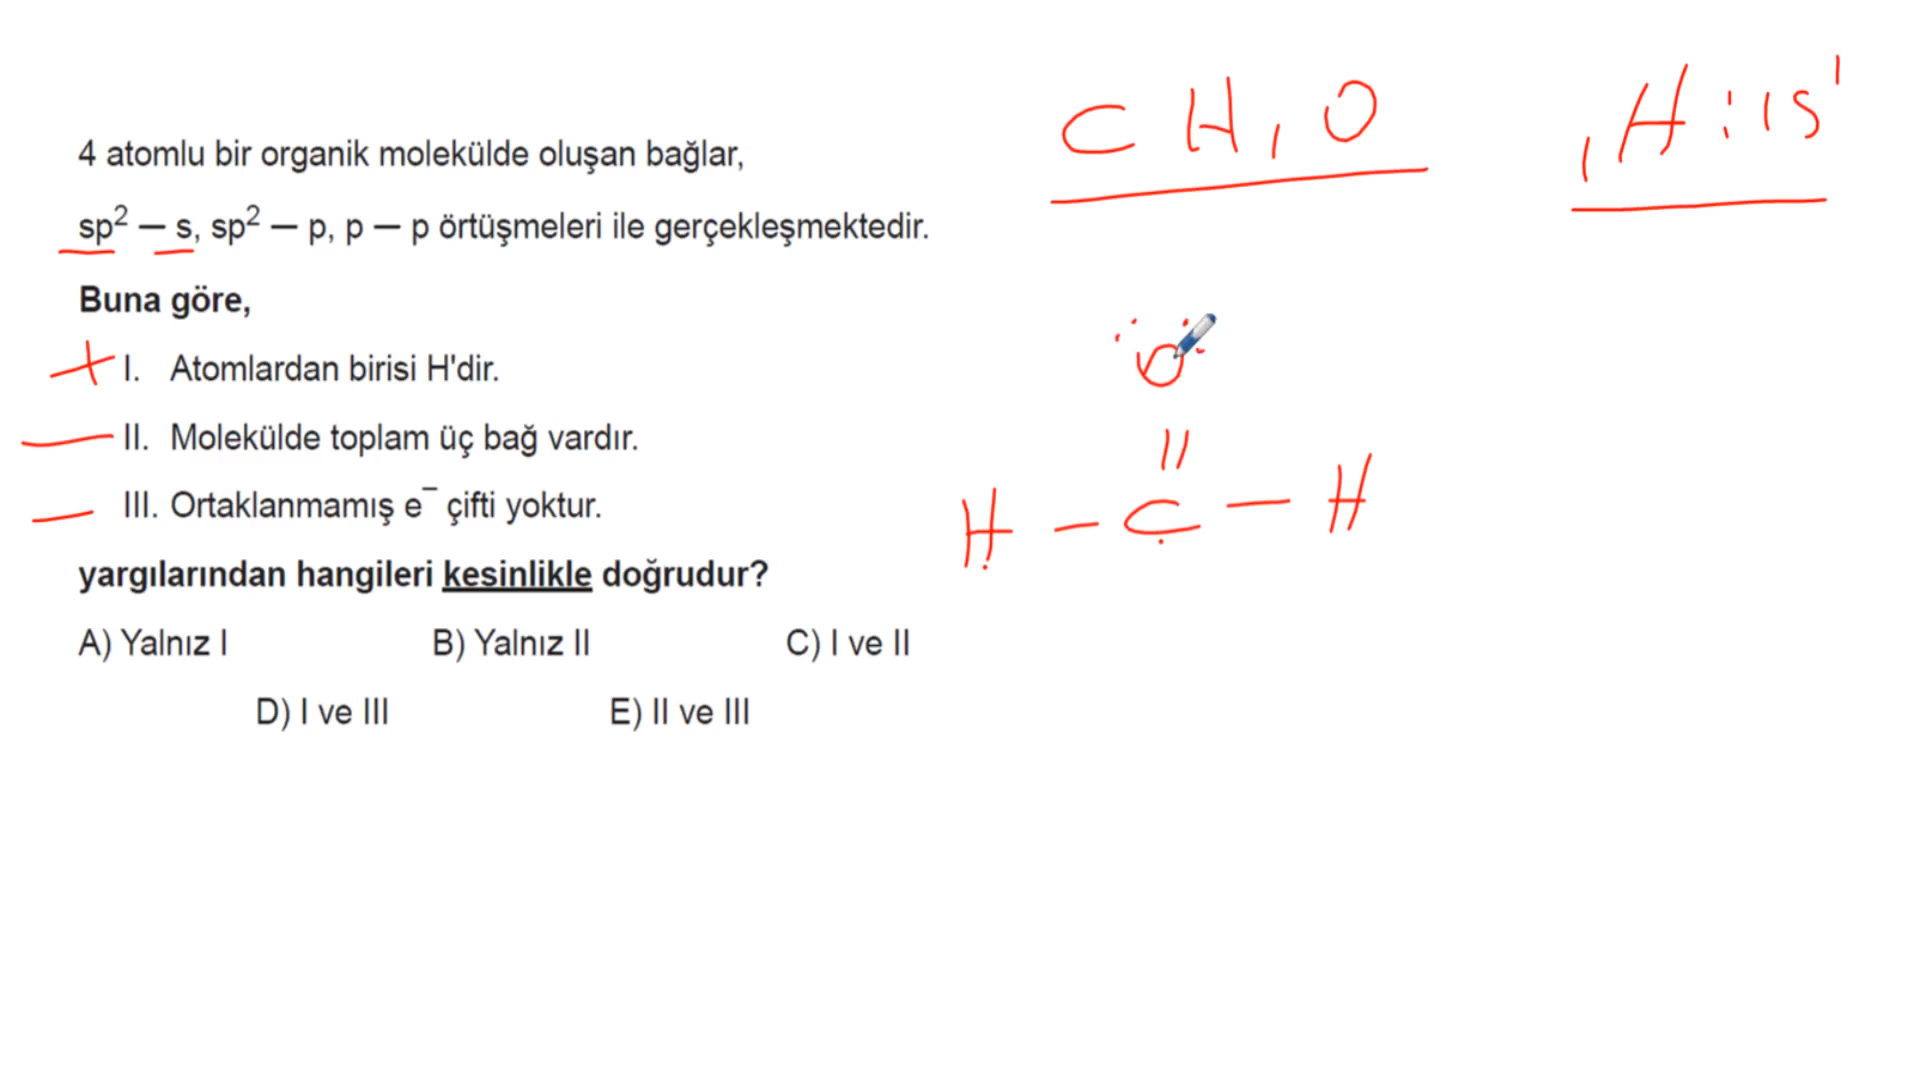 4 atomlu bir organik molekülde oluşan bağlar,
sp² – s, sp² – p, p – p örtüşmeleri ile gerçekleşmektedir.
Buna göre,
I. Atomlardan birisi H'dir.
II. Molekülde toplam üç bağ vardır.
III. Ortaklanmamış e⁻ çifti yoktur.
yargılarından hangileri kesinlikle doğrudur?
A) Yalnız I B) Yalnız II C) I ve II
D) I ve III E) II ve III
C H, O
₁H : 1s¹
O
||
H – C – H